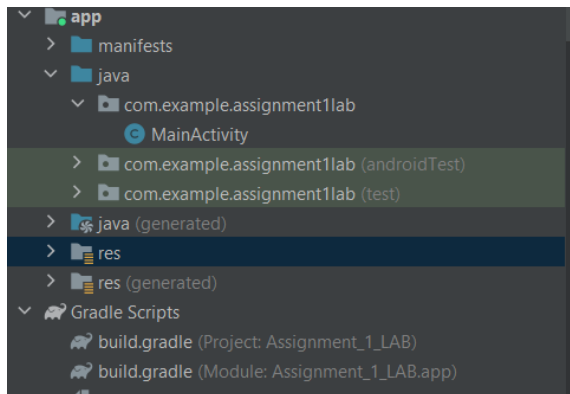 app
manifests
java
com.example.assignment1lab
C MainActivity
com.example.assignment1lab (androidTest)
com.example.assignment1lab (test)
java (generated)
res
res (generated)
Gradle Scripts
build.gradle (Project: Assignment_1_LAB)
build.gradle (Module: Assignment_1_LAB.app)